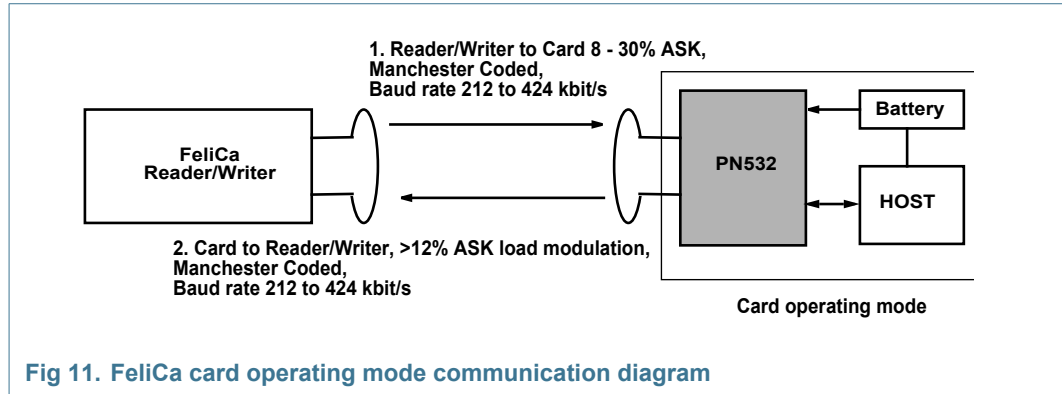 1. Reader/Writer to Card 8 - 30% ASK,
Manchester Coded,
Baud rate 212 to 424 kbit/s
FeliCa
Reader/Writer
PN532
Battery
HOST
2. Card to Reader/Writer, >12% ASK load modulation,
Manchester Coded,
Baud rate 212 to 424 kbit/s
Card operating mode
Fig 11. FeliCa card operating mode communication diagram